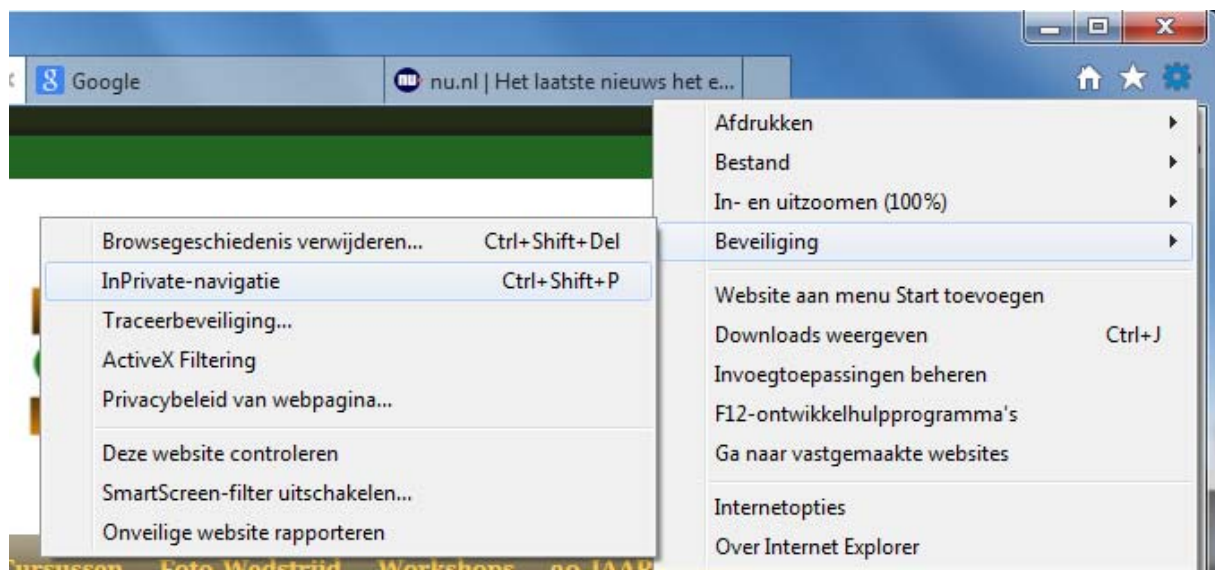 Google
nu.nl | Het laatste nieuws het e...
Afdrukken
Bestand
In- en uitzoomen (100%)
Beveiliging
Website aan menu Start toevoegen
Downloads weergeven Ctrl+J
Invoegtoepassingen beheren
F12-ontwikkelhulpprogramma's
Ga naar vastgemaakte websites
Internetopties
Over Internet Explorer
Browsegeschiedenis verwijderen... Ctrl+Shift+Del
InPrivate-navigatie Ctrl+Shift+P
Traceerbeveiliging...
ActiveX Filtering
Privacybeleid van webpagina...
Deze website controleren
SmartScreen-filter uitschakelen...
Onveilige website rapporteren